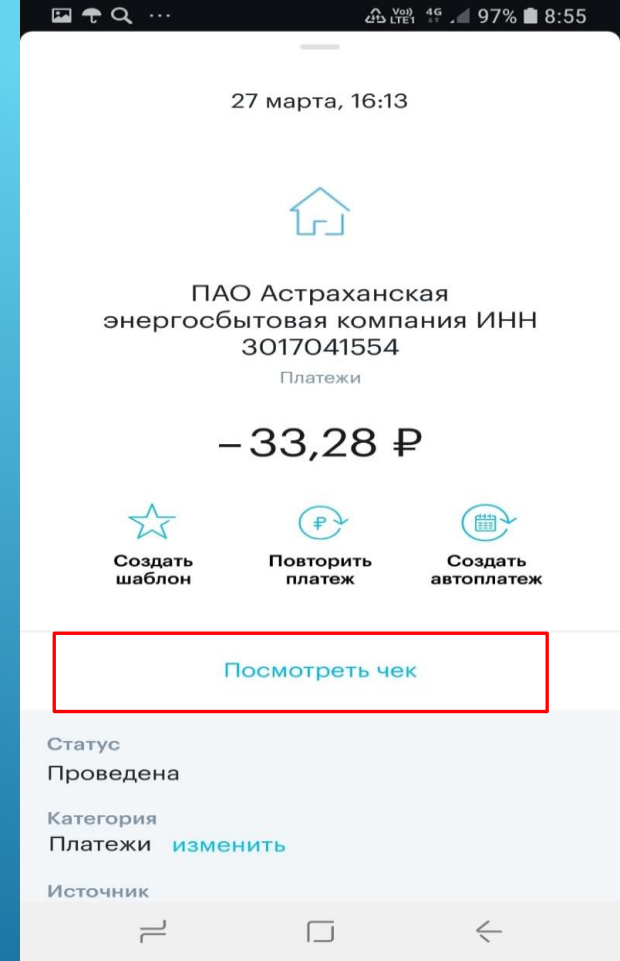 97% 8:55
27 марта, 16:13
ПАО Астраханская
энергосбытовая компания ИНН
3017041554
Платежи
–33,28 ₽
Создать
шаблон
Повторить
платеж
Создать
автоплатеж
Посмотреть чек
Статус
Проведена
Категория
Платежи изменить
Источник